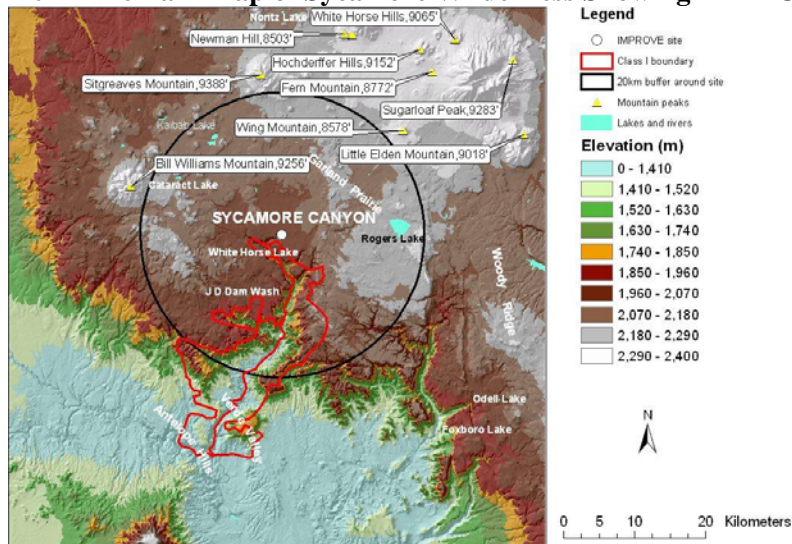 Noritz Lake
White Horse Hills, 9065'
Newman Hill,8503'
Hochderffer Hills, 9152'
Sitgreaves Mountain, 9388'
Fern Mountain, 8772'
Sugarloaf Peak,9283'
Kaibab Lake
Wing Mountain,8578'
Little Elden Mountain,9018'
Bill Williams Mountain,9256'
Cataract Lake
Garland Prairie
SYCAMORE CANYON
Rogers Lake
White Horse Lake
Woody Ridge
J D Dam Wash
Odell Lake
Foxboro Lake
Verde Valley
Antelope Hills
Legend
IMPROVE site
Class I boundary
20km buffer around site
Mountain peaks
Lakes and rivers
Elevation (m)
0 - 1,410
1,410 - 1,520
1,520 - 1,630
1,630 - 1,740
1,740 - 1,850
1,850 - 1,960
1,960 - 2,070
2,070 - 2,180
2,180 - 2,290
2,290 - 2,400
N
0 5 10 20 Kilometers